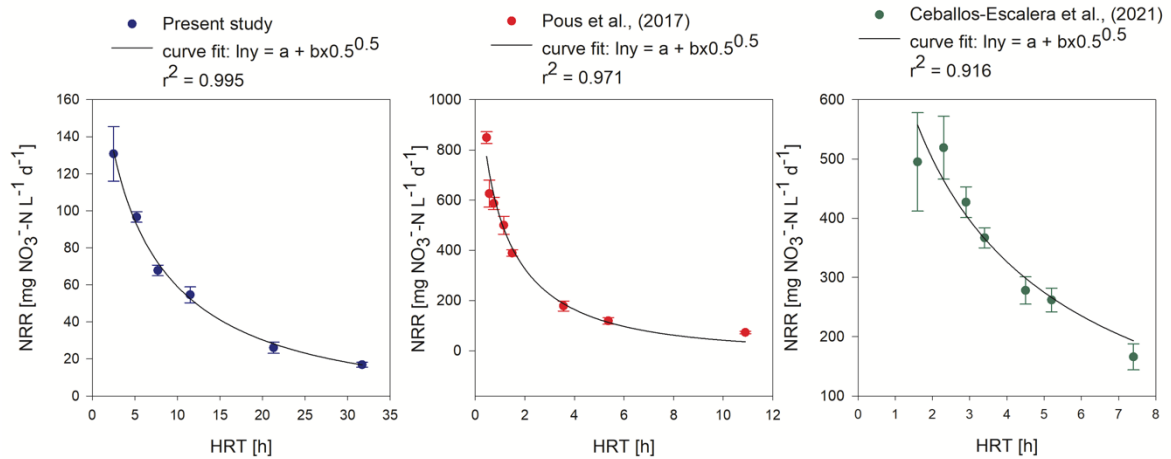 Present study
curve fit: lny = a + bx0.5^0.5
r^2 = 0.995
NRR [mg NO3^- -N L^-1 d^-1]
160
140
120
100
80
60
40
20
0
0 5 10 15 20 25 30 35
HRT [h]
Pous et al., (2017)
curve fit: lny = a + bx0.5^0.5
r^2 = 0.971
NRR [mg NO3^- -N L^-1 d^-1]
1000
800
600
400
200
0
0 2 4 6 8 10 12
HRT [h]
Ceballos-Escalera et al., (2021)
curve fit: lny = a + bx0.5^0.5
r^2 = 0.916
NRR [mg NO3^- -N L^-1 d^-1]
600
500
400
300
200
100
0 1 2 3 4 5 6 7 8
HRT [h]